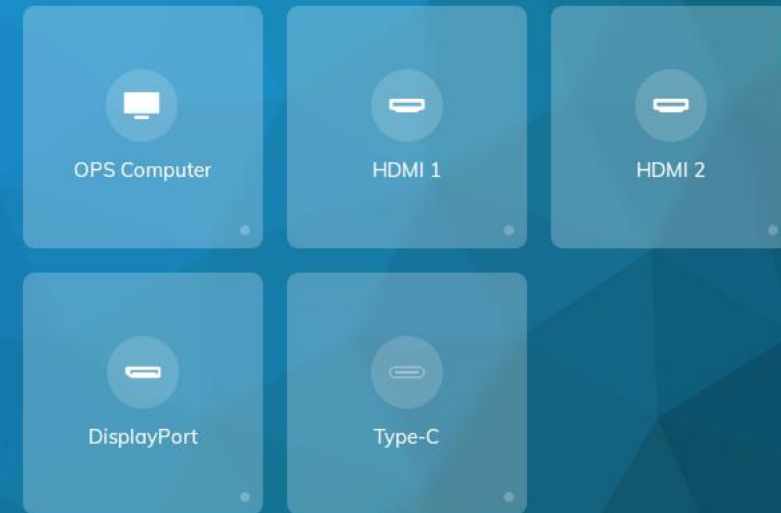 OPS Computer
HDMI 1
HDMI 2
DisplayPort
Type-C